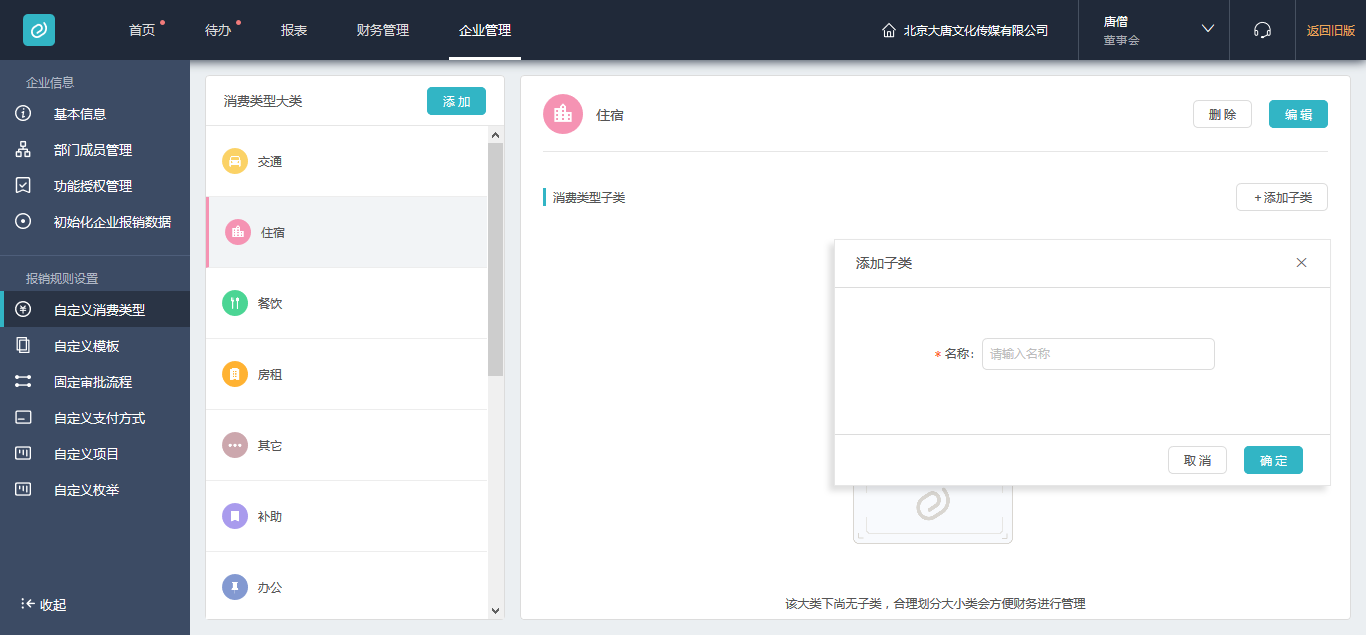 首页
待办
报表
财务管理
企业管理
北京大唐文化传媒有限公司
唐僧
董事会
返回旧版
企业信息
基本信息
部门成员管理
功能授权管理
初始化企业报销数据
报销规则设置
自定义消费类型
自定义模板
固定审批流程
自定义支付方式
自定义项目
自定义枚举
收起
消费类型大类
添加
交通
住宿
餐饮
房租
其它
补助
办公
住宿
删除
编辑
消费类型子类
+添加子类
添加子类
* 名称:
请输入名称
取消
确定
该大类下尚无子类，合理划分大小类会方便财务进行管理